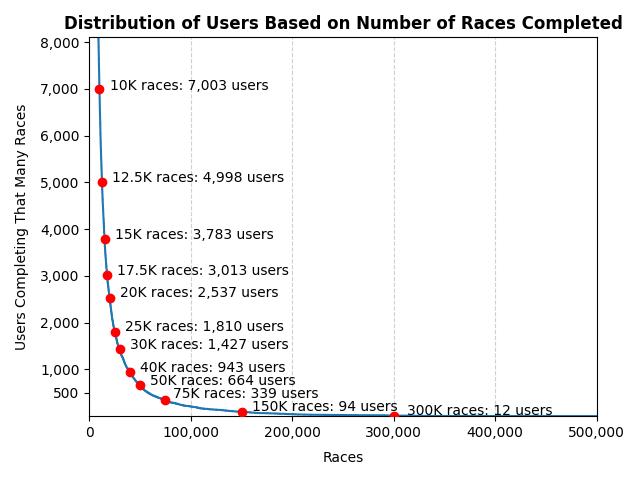 Distribution of Users Based on Number of Races Completed
8,000
7,000
6,000
5,000
4,000
3,000
2,000
1,000
500
Users Completing That Many Races
10K races: 7,003 users
12.5K races: 4,998 users
15K races: 3,783 users
17.5K races: 3,013 users
20K races: 2,537 users
25K races: 1,810 users
30K races: 1,427 users
40K races: 943 users
50K races: 664 users
75K races: 339 users
150K races: 94 users
300K races: 12 users
0
100,000
200,000
300,000
400,000
500,000
Races